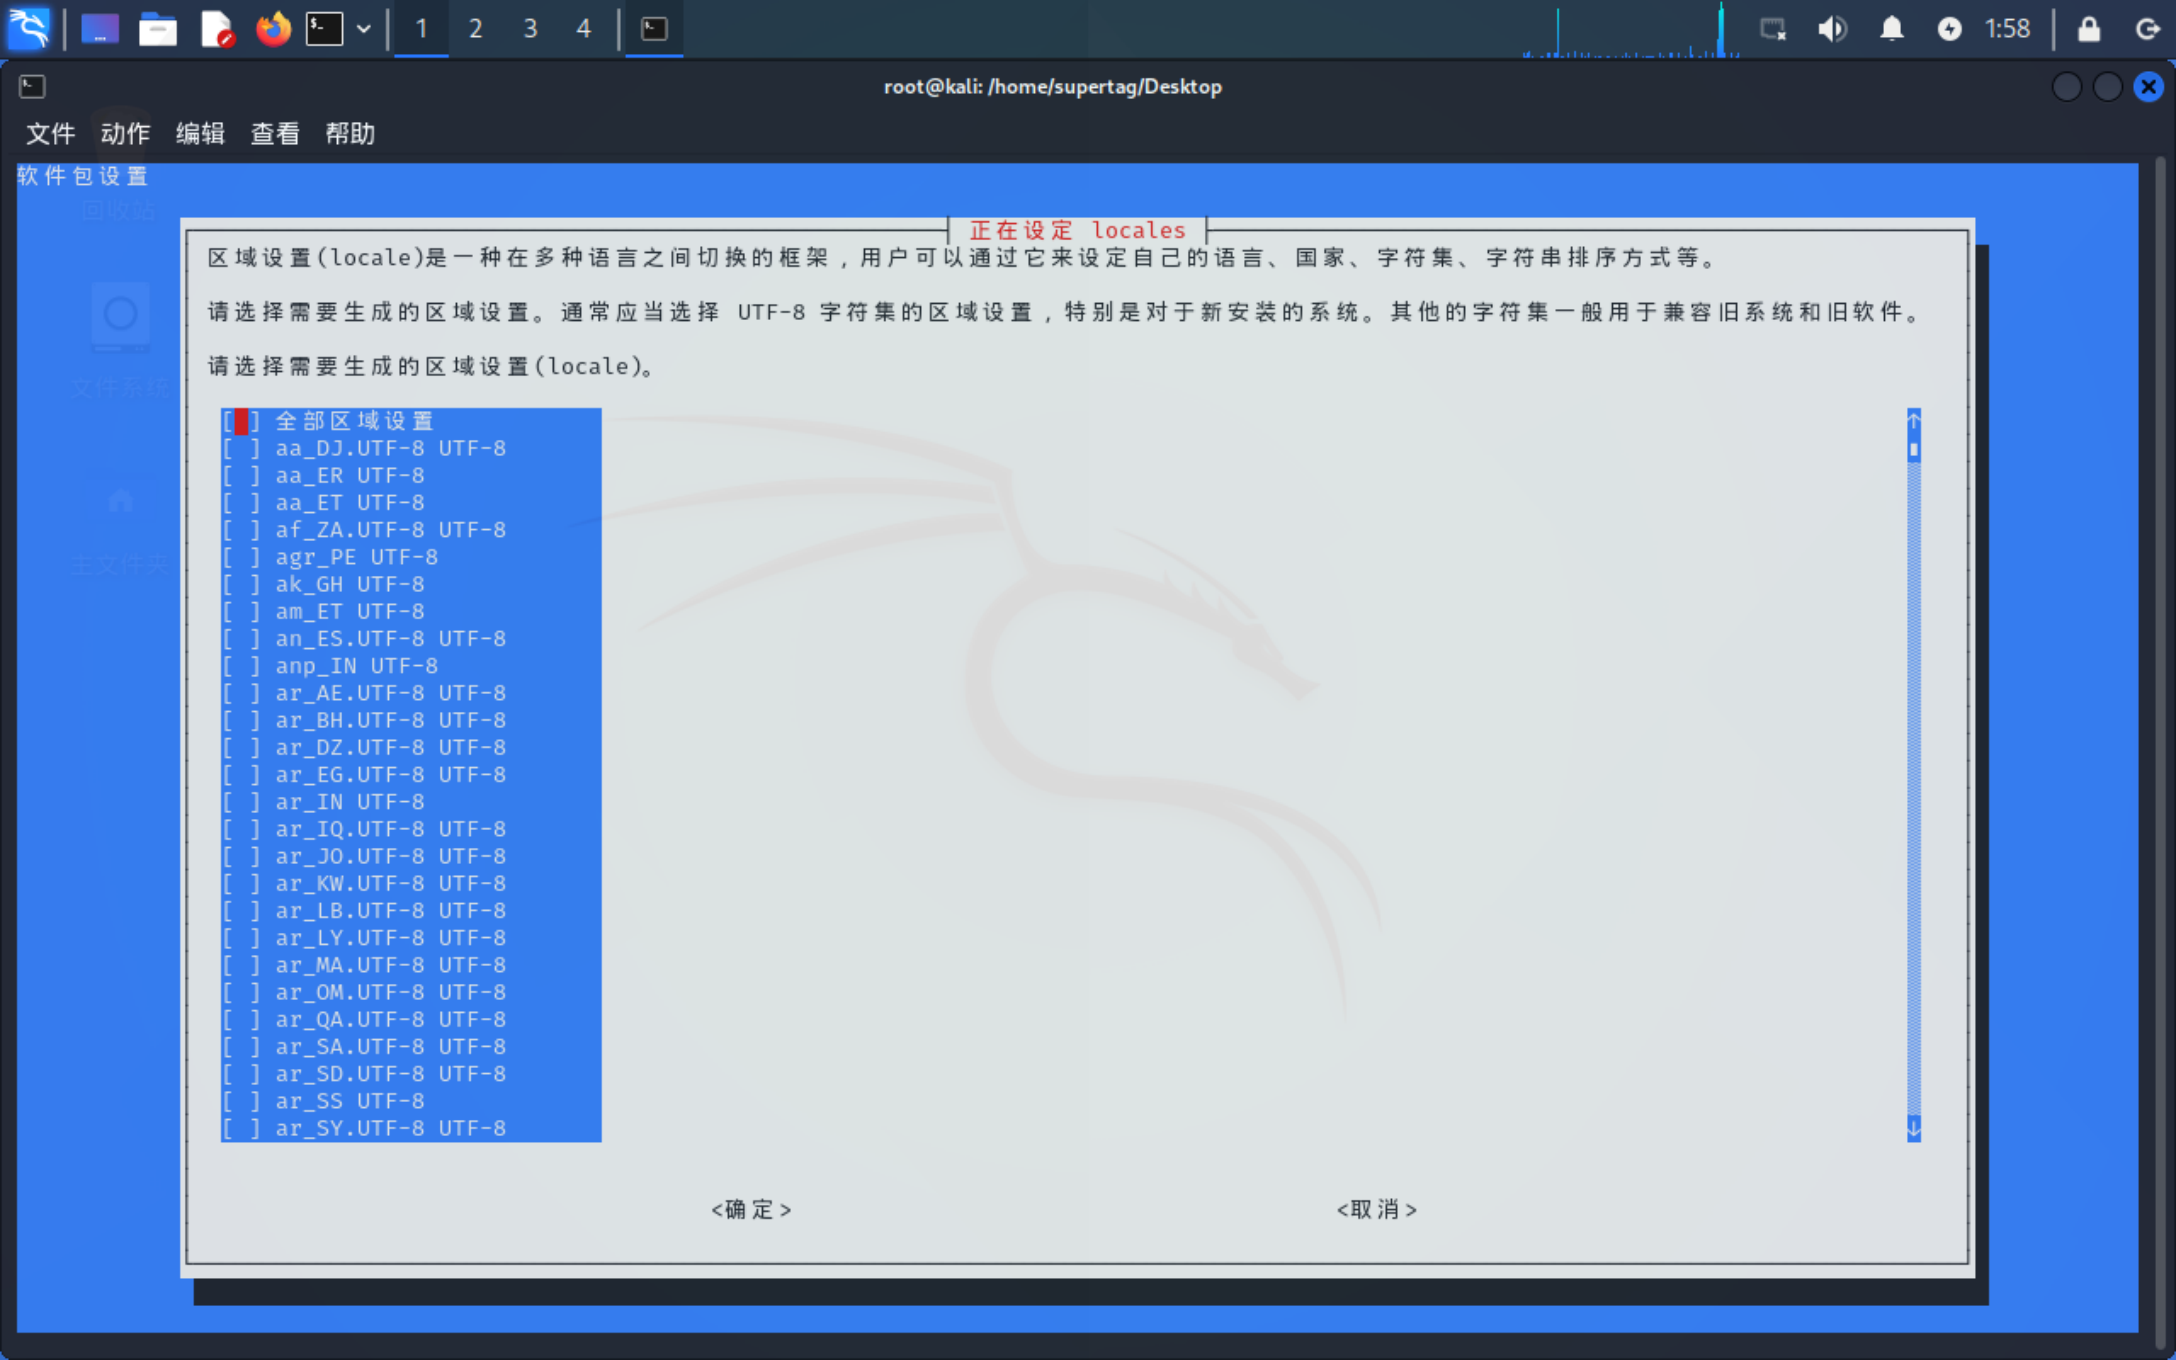 1 2 3 4 1:58
root@kali: /home/supertag/Desktop
文件 动作 编辑 查看 帮助
软件包设置
回收站
文件系统
主文件夹
正在设定 locales
区域设置(locale)是一种在多种语言之间切换的框架，用户可以通过它来设定自己的语言、国家、字符集、字符串排序方式等。
请选择需要生成的区域设置。通常应当选择 UTF-8 字符集的区域设置，特别是对于新安装的系统。其他的字符集一般用于兼容旧系统和旧软件。
请选择需要生成的区域设置(locale)。
[ ] 全部区域设置
[ ] aa_DJ.UTF-8 UTF-8
[ ] aa_ER UTF-8
[ ] aa_ET UTF-8
[ ] af_ZA.UTF-8 UTF-8
[ ] agr_PE UTF-8
[ ] ak_GH UTF-8
[ ] am_ET UTF-8
[ ] an_ES.UTF-8 UTF-8
[ ] anp_IN UTF-8
[ ] ar_AE.UTF-8 UTF-8
[ ] ar_BH.UTF-8 UTF-8
[ ] ar_DZ.UTF-8 UTF-8
[ ] ar_EG.UTF-8 UTF-8
[ ] ar_IN UTF-8
[ ] ar_IQ.UTF-8 UTF-8
[ ] ar_JO.UTF-8 UTF-8
[ ] ar_KW.UTF-8 UTF-8
[ ] ar_LB.UTF-8 UTF-8
[ ] ar_LY.UTF-8 UTF-8
[ ] ar_MA.UTF-8 UTF-8
[ ] ar_OM.UTF-8 UTF-8
[ ] ar_QA.UTF-8 UTF-8
[ ] ar_SA.UTF-8 UTF-8
[ ] ar_SD.UTF-8 UTF-8
[ ] ar_SS UTF-8
[ ] ar_SY.UTF-8 UTF-8
<确定> <取消>